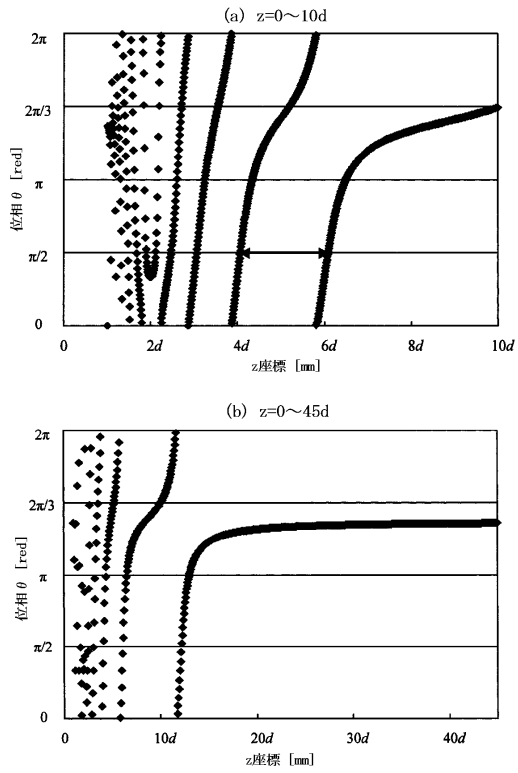 (a) z=0〜10d
2π
2π/3
π
π/2
0
位相θ [red]
0 2d 4d 6d 8d 10d
z座標 [mm]
(b) z=0〜45d
2π
2π/3
π
π/2
0
位相θ [red]
0 10d 20d 30d 40d
z座標 [mm]